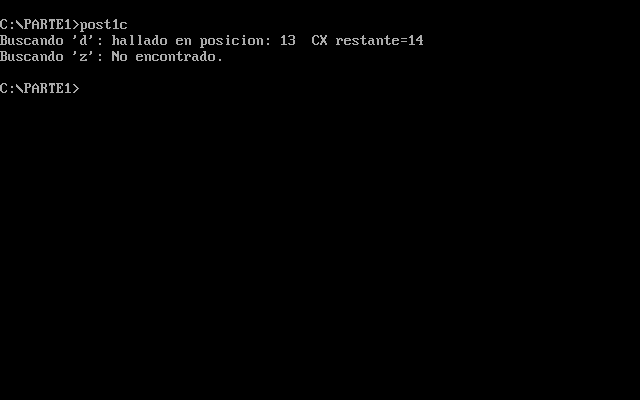 C:\PARTE1>post1c
Buscando 'd': hallado en posicion: 13  CX restante=14
Buscando 'z': No encontrado.
C:\PARTE1>